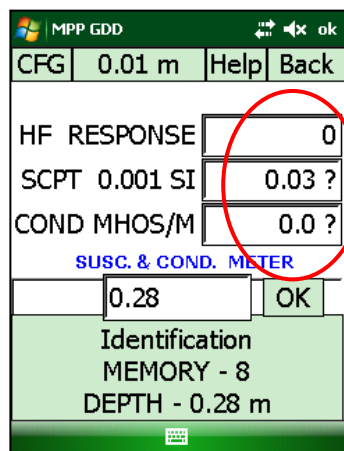 MPP GDD ok
CFG 0.01 m Help Back
HF RESPONSE 0
SCPT 0.001 SI 0.03 ?
COND MHOS/M 0.0 ?
SUSC. & COND. METER
0.28 OK
Identification
MEMORY - 8
DEPTH - 0.28 m